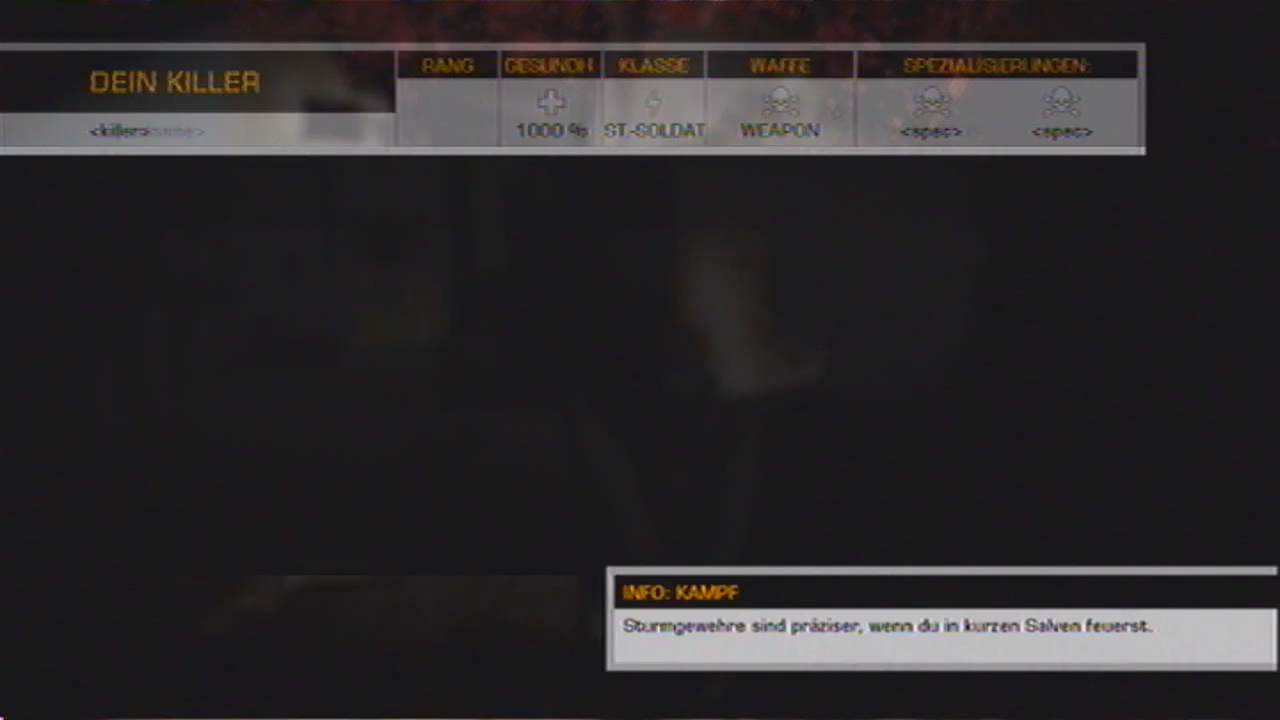 DEIN KILLER
RANG GESUNDH KLASSE WAFFE SPEZIALISIERUNGEN:
<killer>
1000 % ST.-SOLDAT WEAPON <spec> <spec>
INFO: KAMPF
Sturmgewehre sind präziser, wenn du in kurzen Salven feuerst.